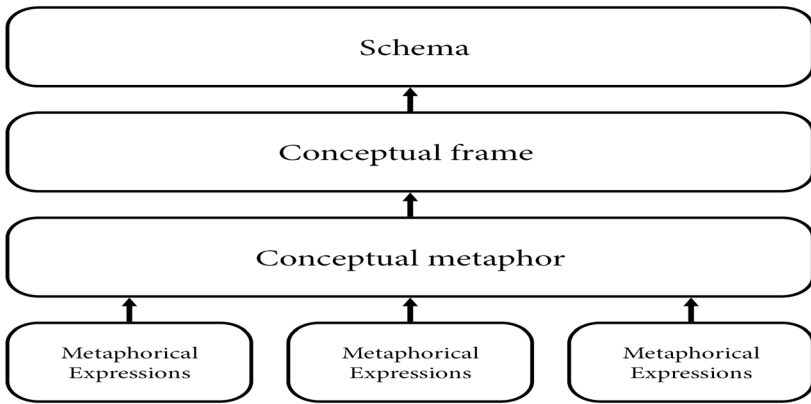 Schema
Conceptual frame
Conceptual metaphor
Metaphorical
Expressions
Metaphorical
Expressions
Metaphorical
Expressions